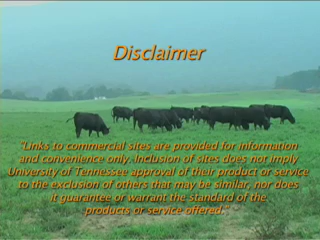 Disclaimer
"Links to commercial sites are provided for information
and convenience only. Inclusion of sites does not imply
University of Tennessee approval of their product or service
to the exclusion of others that may be similar, nor does
it guarantee or warrant the standard of the
products or service offered."